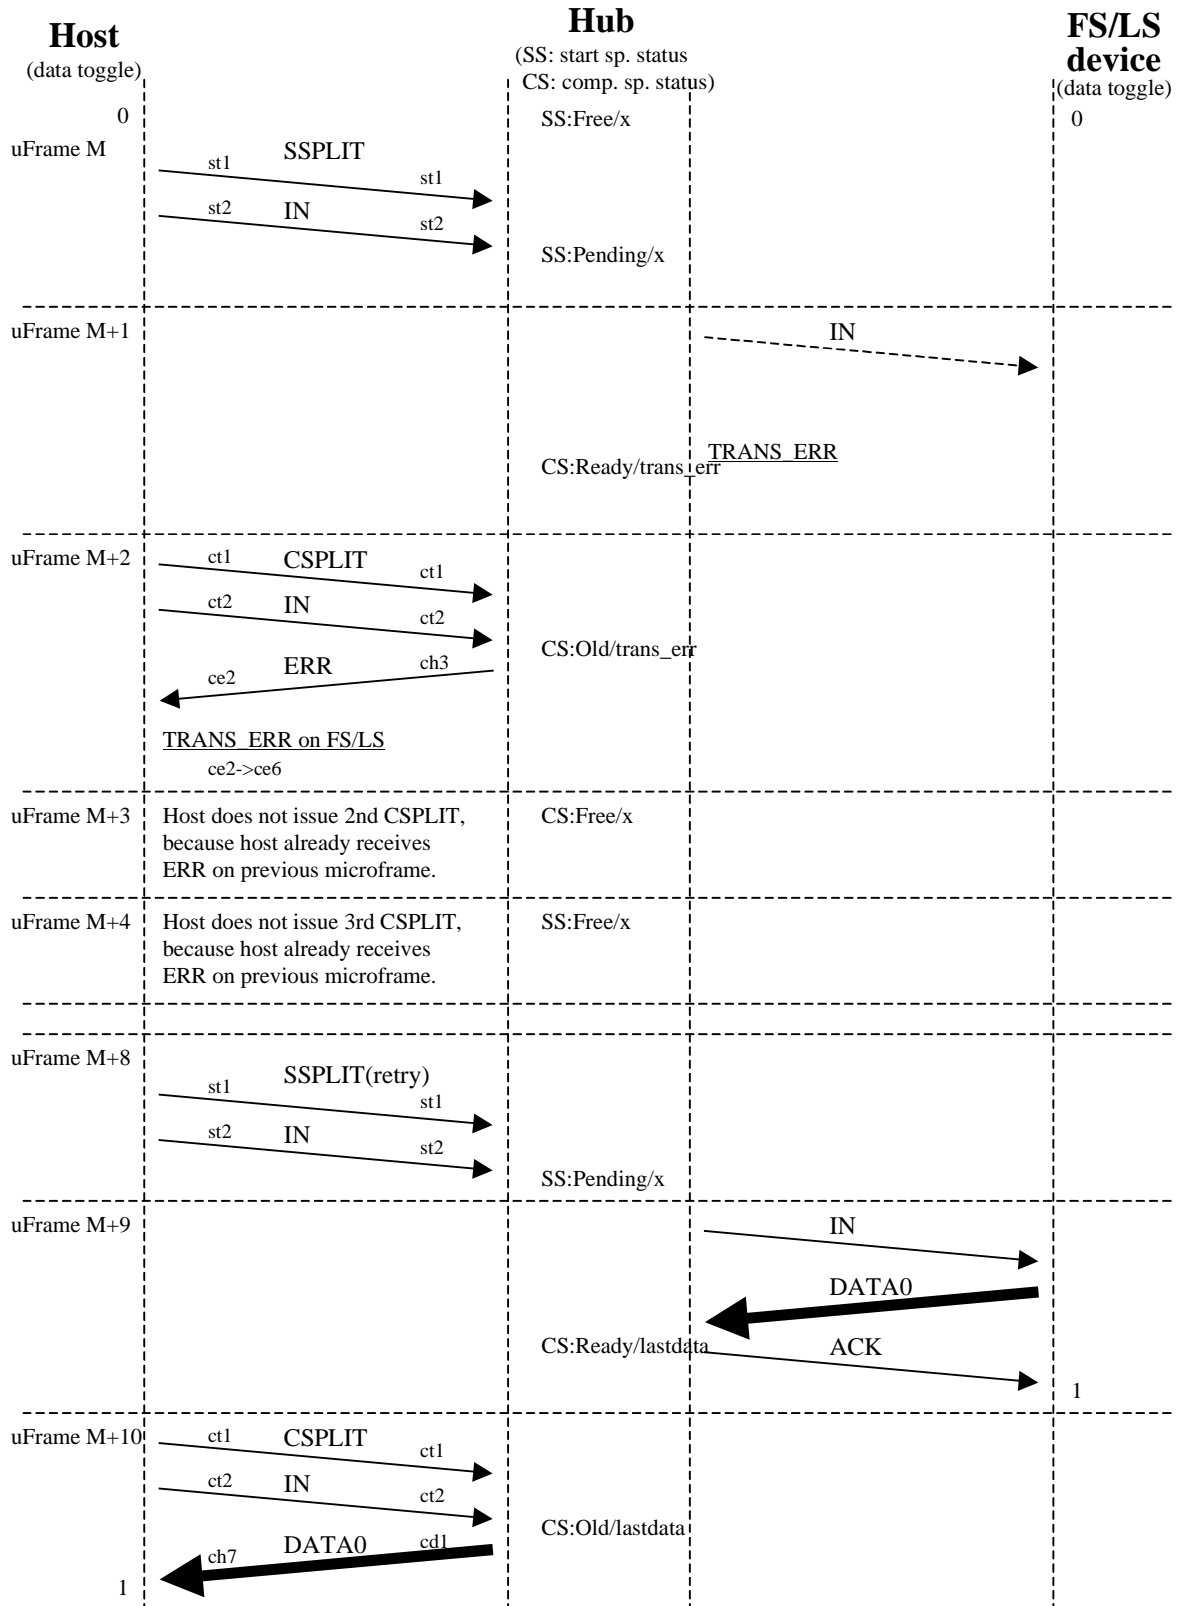 Host
(data toggle)
Hub
(SS: start sp. status
CS: comp. sp. status)
FS/LS
device
(data toggle)
0
SS:Free/x
0
uFrame M
st1
SSPLIT
st1
st2
IN
st2
SS:Pending/x
uFrame M+1
IN
TRANS_ERR
CS:Ready/trans_err
uFrame M+2
ct1
CSPLIT
ct1
ct2
IN
ct2
CS:Old/trans_err
ce2
ERR
ch3
TRANS_ERR on FS/LS
ce2->ce6
uFrame M+3
Host does not issue 2nd CSPLIT,
because host already receives
ERR on previous microframe.
CS:Free/x
uFrame M+4
Host does not issue 3rd CSPLIT,
because host already receives
ERR on previous microframe.
SS:Free/x
uFrame M+8
st1
SSPLIT(retry)
st1
st2
IN
st2
SS:Pending/x
uFrame M+9
IN
DATA0
CS:Ready/lastdata
ACK
1
uFrame M+10
ct1
CSPLIT
ct1
ct2
IN
ct2
CS:Old/lastdata
ch7
DATA0
cd1
1